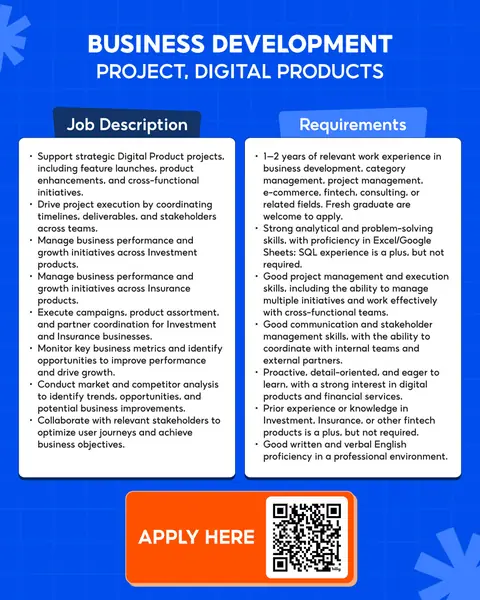 BUSINESS DEVELOPMENT
PROJECT, DIGITAL PRODUCTS
Job Description
• Support strategic Digital Product projects,
including feature launches, product
enhancements, and cross-functional
initiatives.
• Drive project execution by coordinating
timelines, deliverables, and stakeholders
across teams.
• Manage business performance and
growth initiatives across Investment
products.
• Manage business performance and
growth initiatives across Insurance
products.
• Execute campaigns, product assortment,
and partner coordination for Investment
and Insurance businesses.
• Monitor key business metrics and identify
opportunities to improve performance
and drive growth.
• Conduct market and competitor analysis
to identify trends, opportunities, and
potential business improvements.
• Collaborate with relevant stakeholders to
optimize user journeys and achieve
business objectives.
Requirements
• 1–2 years of relevant work experience in
business development, category
management, project management,
e-commerce, fintech, consulting, or
related fields. Fresh graduate are
welcome to apply.
• Strong analytical and problem-solving
skills, with proficiency in Excel/Google
Sheets; SQL experience is a plus, but not
required.
• Good project management and execution
skills, including the ability to manage
multiple initiatives and work effectively
with cross-functional teams.
• Good communication and stakeholder
management skills, with the ability to
coordinate with internal teams and
external partners.
• Proactive, detail-oriented, and eager to
learn, with a strong interest in digital
products and financial services.
• Prior experience or knowledge in
Investment, Insurance, or other fintech
products is a plus, but not required.
• Good written and verbal English
proficiency in a professional environment.
APPLY HERE